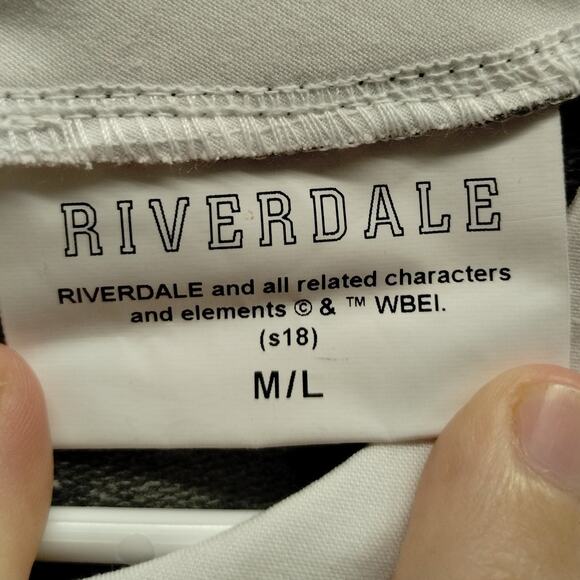 RIVERDALE
RIVERDALE and all related characters
and elements © & ™ WBEI.
(s18)
M/L